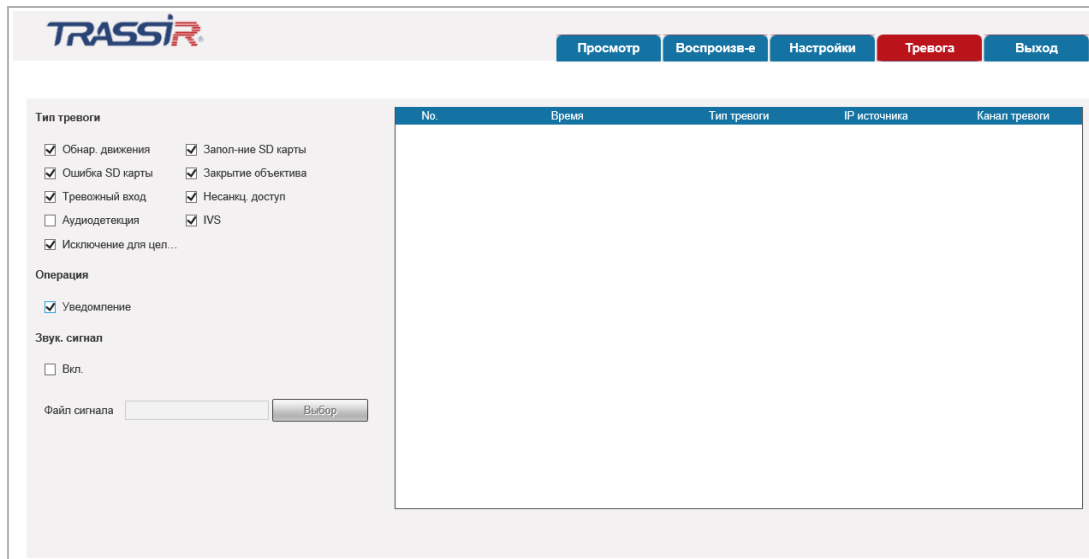 TRASSIR
Просмотр Воспроизв-е Настройки Тревога Выход
Тип тревоги
Обнар. движения Запол-ние SD карты
Ошибка SD карты Закрытие объектива
Тревожный вход Несанкц. доступ
Аудиодетекция IVS
Исключение для цел...
Операция
Уведомление
Звук. сигнал
Вкл.
Файл сигнала Выбор
No. Время Тип тревоги IP источника Канал тревоги